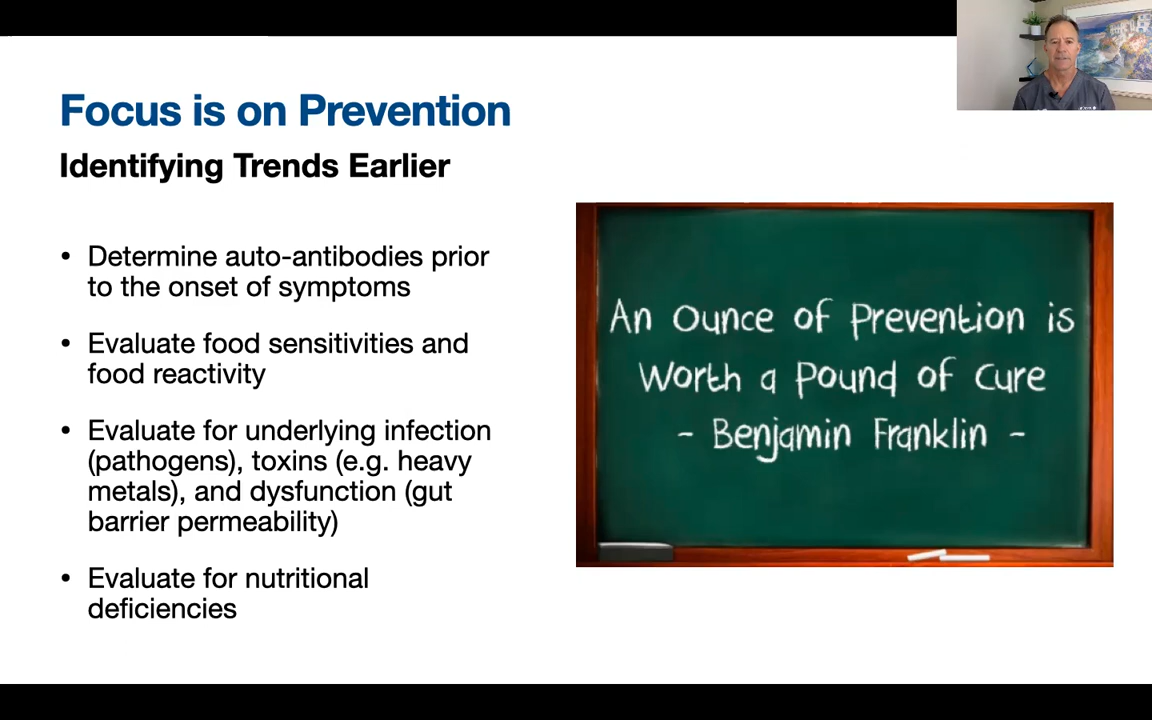 Focus is on Prevention
Identifying Trends Earlier
• Determine auto-antibodies prior
to the onset of symptoms
• Evaluate food sensitivities and
food reactivity
• Evaluate for underlying infection
(pathogens), toxins (e.g. heavy
metals), and dysfunction (gut
barrier permeability)
• Evaluate for nutritional
deficiencies
An Ounce of Prevention is
Worth a Pound of Cure
- Benjamin Franklin -